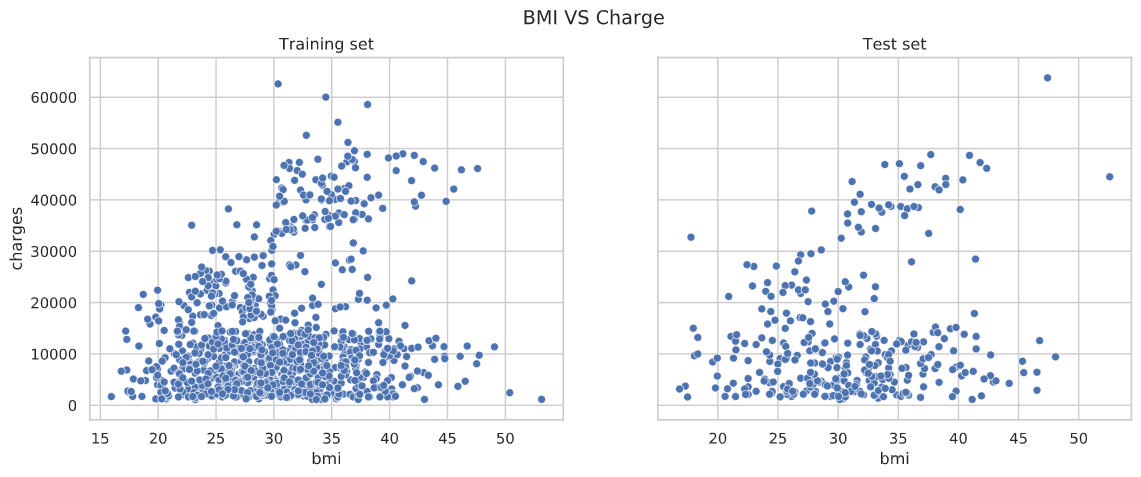 BMI VS Charge
Training set
Test set
charges
60000
50000
40000
30000
20000
10000
0
15 20 25 30 35 40 45 50
20 25 30 35 40 45 50
bmi
bmi